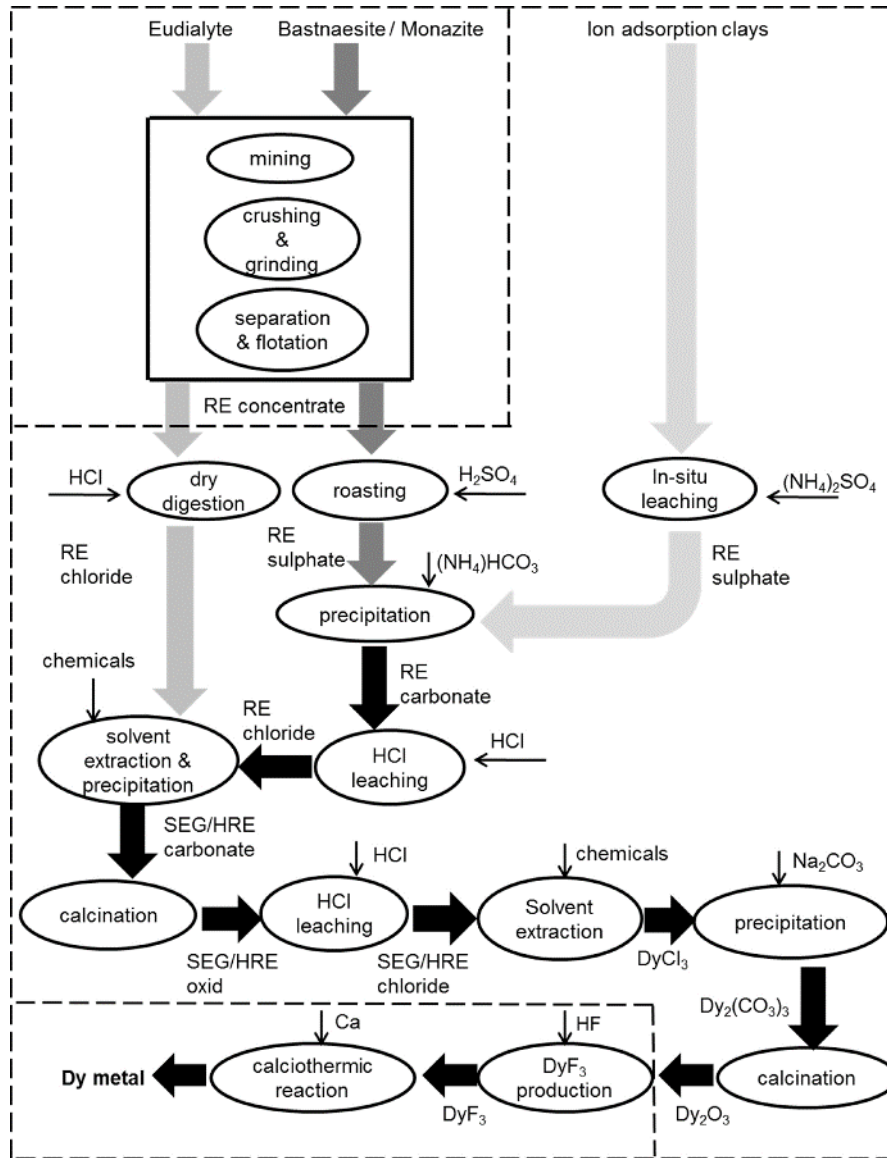 Eudialyte
Bastnaesite / Monazite
Ion adsorption clays
mining
crushing
&
grinding
separation
& flotation
RE concentrate
HCl
dry
digestion
roasting
H₂SO₄
In-situ
leaching
(NH₄)₂SO₄
RE
chloride
RE
sulphate
(NH₄)HCO₃
RE
sulphate
precipitation
chemicals
RE
carbonate
RE
chloride
solvent
extraction &
precipitation
HCl
leaching
HCl
SEG/HRE
carbonate
HCl
chemicals
Na₂CO₃
calcination
HCl
leaching
Solvent
extraction
precipitation
SEG/HRE
oxid
SEG/HRE
chloride
DyCl₃
Dy₂(CO₃)₃
Ca
HF
Dy metal
calciothermic
reaction
DyF₃
production
calcination
DyF₃
Dy₂O₃